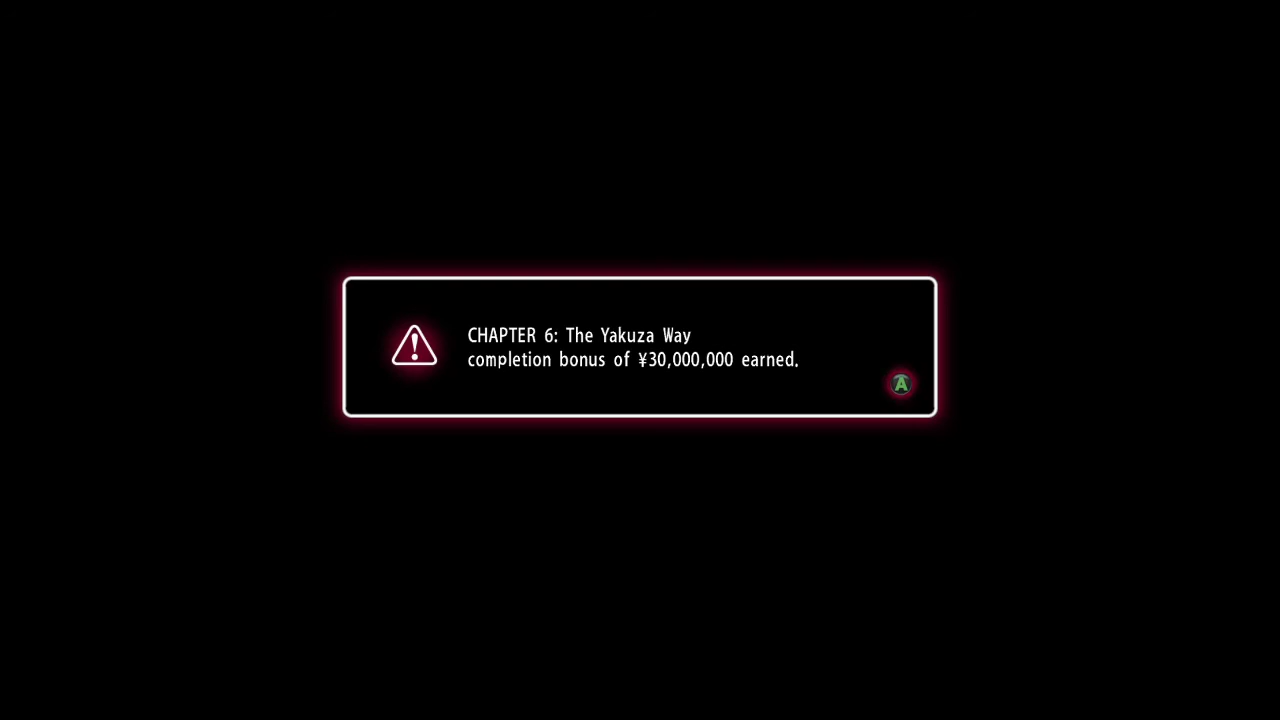 CHAPTER 6: The Yakuza Way
completion bonus of ¥30,000,000 earned.
A